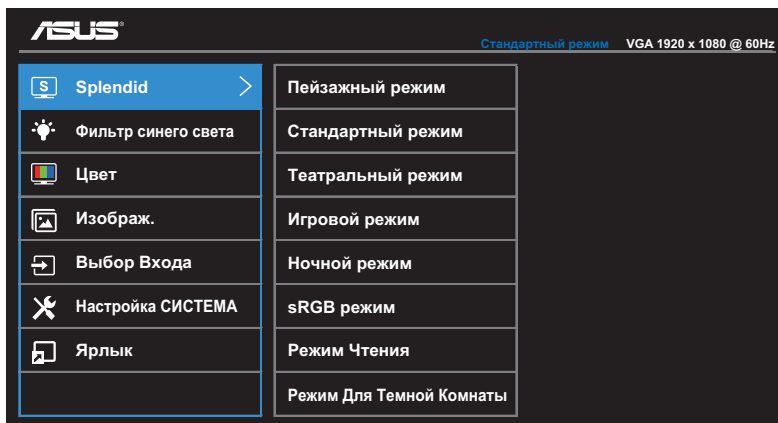 ASUS
Стандартный режим VGA 1920 x 1080 @ 60Hz
S Splendid
Фильтр синего света
Цвет
Изображ.
Выбор Входа
Настройка СИСТЕМА
Ярлык
Пейзажный режим
Стандартный режим
Театральный режим
Игровой режим
Ночной режим
sRGB режим
Режим Чтения
Режим Для Темной Комнаты